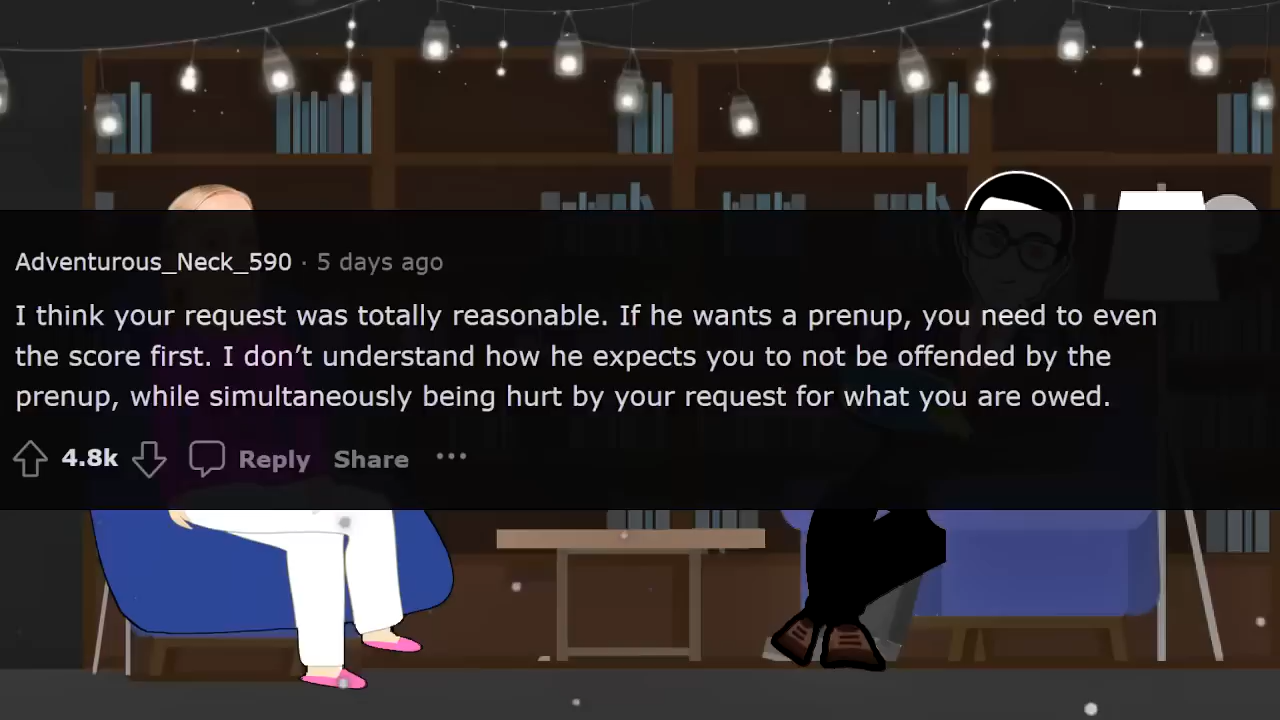 Adventurous_Neck_590 · 5 days ago
I think your request was totally reasonable. If he wants a prenup, you need to even
the score first. I don’t understand how he expects you to not be offended by the
prenup, while simultaneously being hurt by your request for what you are owed.
4.8k Reply Share ···